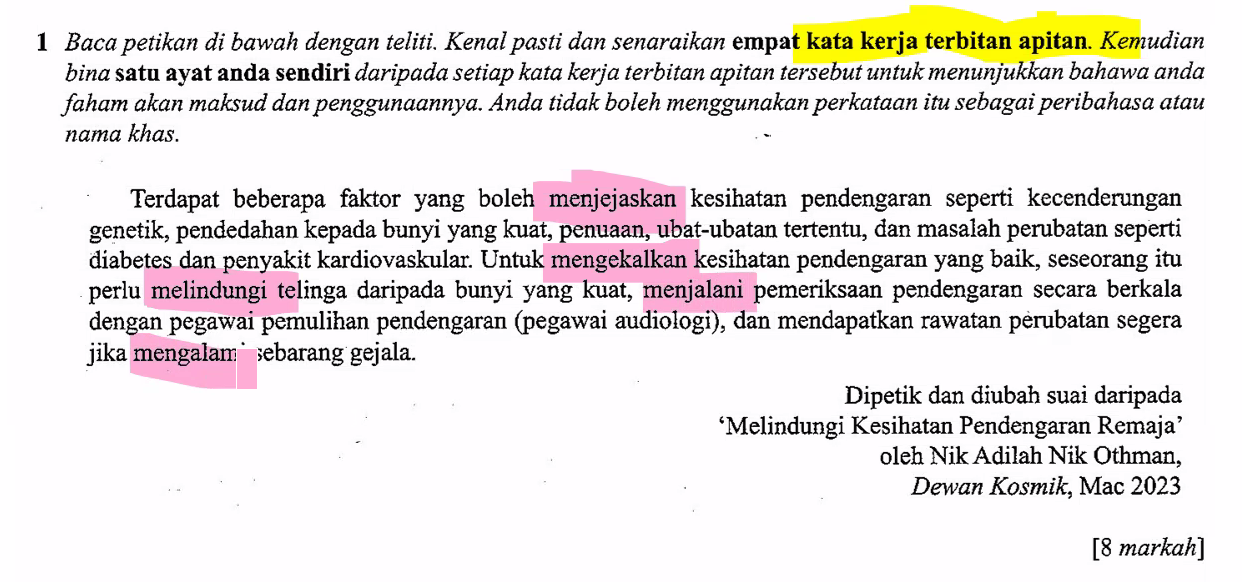 1 Baca petikan di bawah dengan teliti. Kenal pasti dan senaraikan empat kata kerja terbitan apitan. Kemudian
bina satu ayat anda sendiri daripada setiap kata kerja terbitan apitan tersebut untuk menunjukkan bahawa anda
faham akan maksud dan penggunaannya. Anda tidak boleh menggunakan perkataan itu sebagai peribahasa atau
nama khas.
Terdapat beberapa faktor yang boleh menjejaskan kesihatan pendengaran seperti kecenderungan
genetik, pendedahan kepada bunyi yang kuat, penuaan, ubat-ubatan tertentu, dan masalah perubatan seperti
diabetes dan penyakit kardiovaskular. Untuk mengekalkan kesihatan pendengaran yang baik, seseorang itu
perlu melindungi telinga daripada bunyi yang kuat, menjalani pemeriksaan pendengaran secara berkala
dengan pegawai pemulihan pendengaran (pegawai audiologi), dan mendapatkan rawatan perubatan segera
jika mengalami sebarang gejala.
Dipetik dan diubah suai daripada
‘Melindungi Kesihatan Pendengaran Remaja’
oleh Nik Adilah Nik Othman,
Dewan Kosmik, Mac 2023
[8 markah]